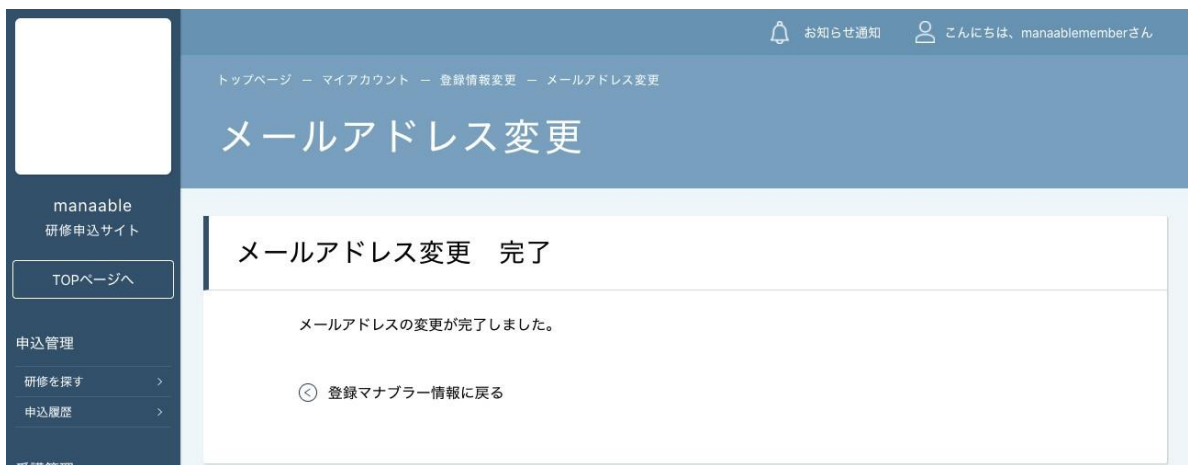 お知らせ通知
こんにちは、manaablememberさん
トップページ － マイアカウント － 登録情報変更 － メールアドレス変更
メールアドレス変更
manaable
研修申込サイト
TOPページへ
申込管理
研修を探す
申込履歴
メールアドレス変更　完了
メールアドレスの変更が完了しました。
登録マナブラー情報に戻る